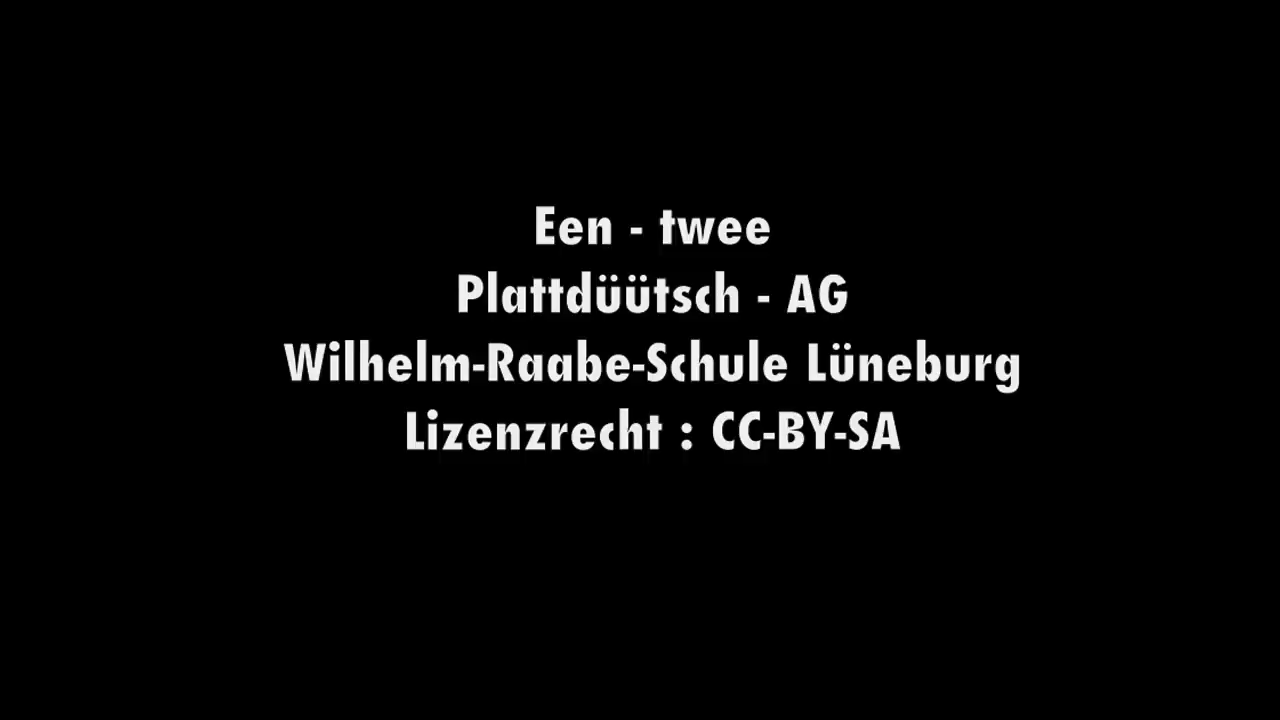 Een - twee
Plattdüütsch - AG
Wilhelm-Raabe-Schule Lüneburg
Lizenzrecht : CC-BY-SA